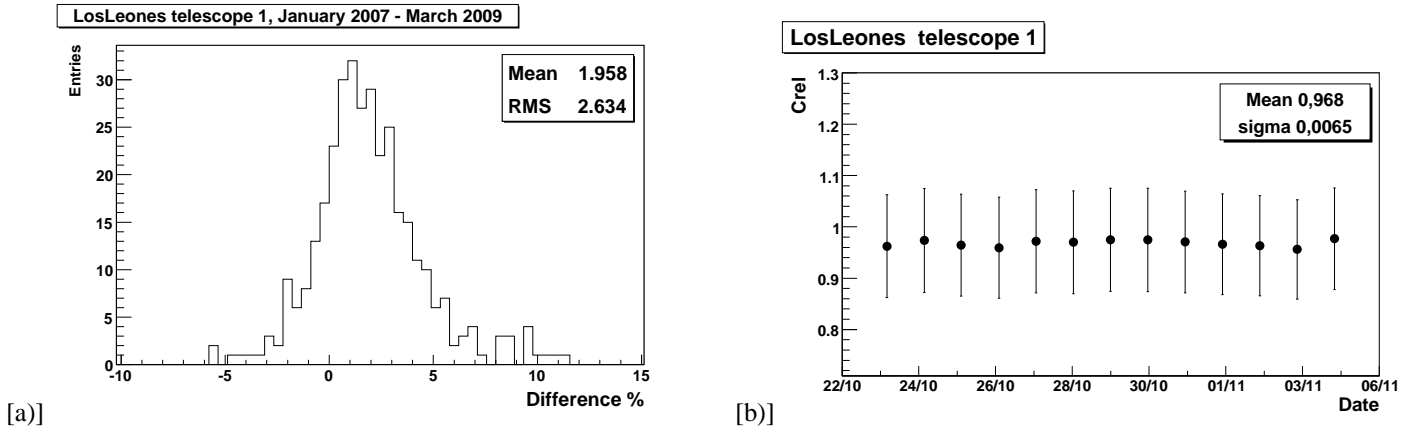 LosLeones telescope 1, January 2007 - March 2009
Entries
Mean 1.958
RMS 2.634
30
25
20
15
10
5
0
-10 -5 0 5 10 15
Difference %
[a)]
LosLeones telescope 1
Crel
Mean 0,968
sigma 0,0065
1.3
1.2
1.1
1
0.9
0.8
22/10 24/10 26/10 28/10 30/10 01/11 03/11 06/11
Date
[b)]